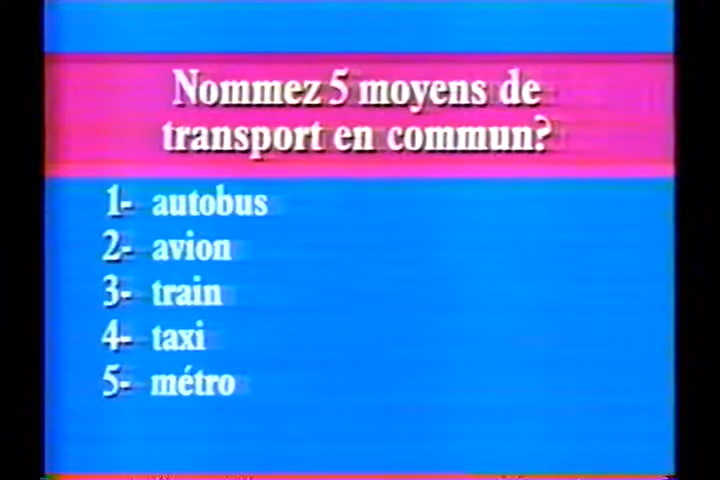 Nommez 5 moyens de
transport en commun?
1- autobus
2- avion
3- train
4- taxi
5- métro